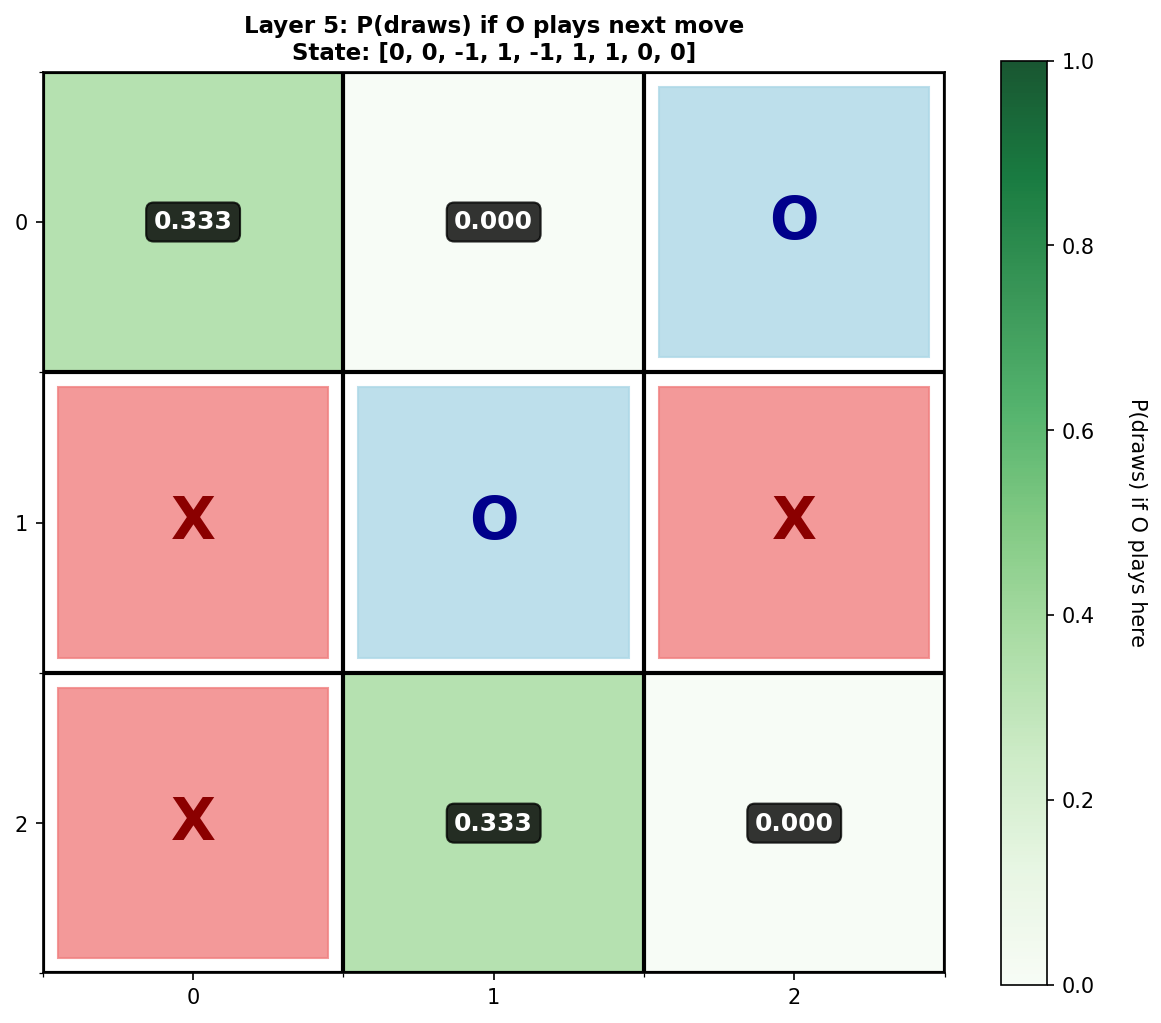 Layer 5: P(draws) if O plays next move
State: [0, 0, -1, 1, -1, 1, 1, 0, 0]
0
0.333
0.000
O
1
X
O
X
2
X
0.333
0.000
0
1
2
1.0
0.8
0.6
0.4
0.2
0.0
P(draws) if O plays here